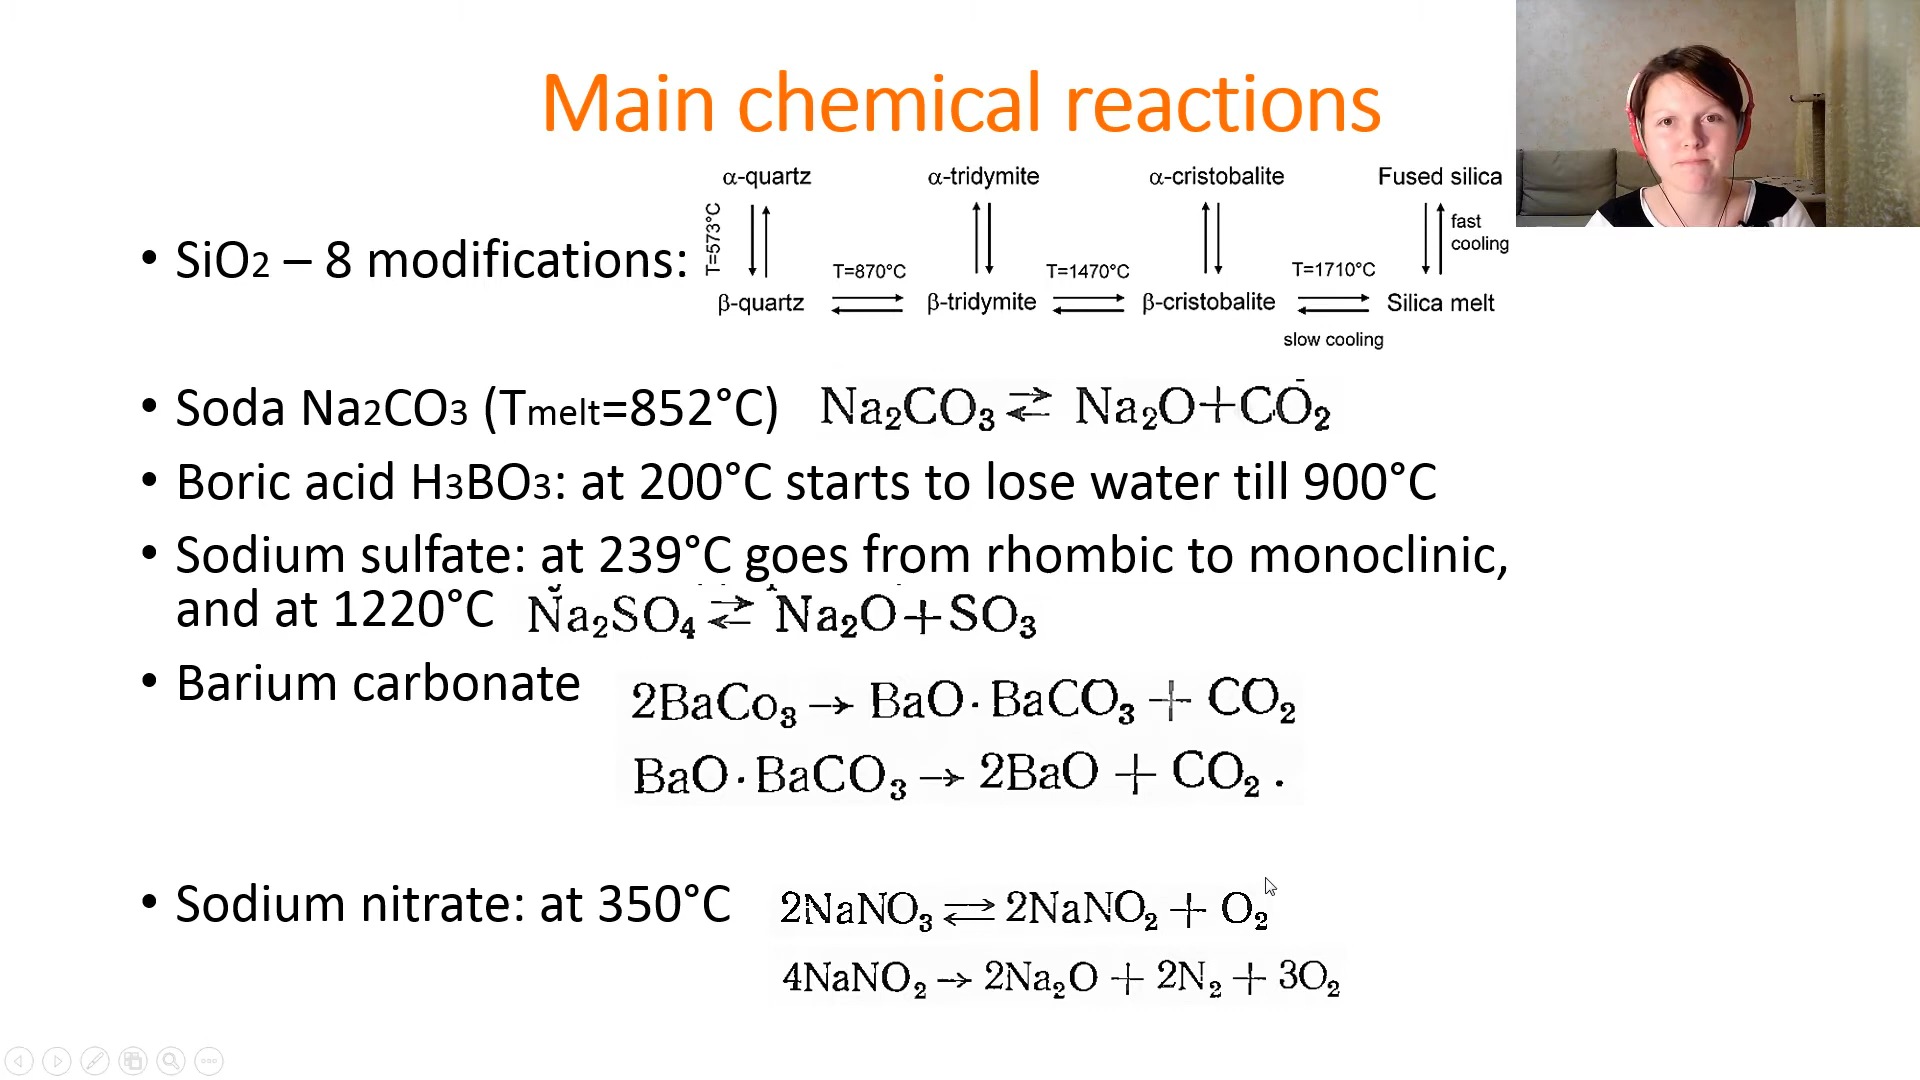 Main chemical reactions
α-quartz α-tridymite α-cristobalite Fused silica
T=573°C
fast
cooling
• SiO2 – 8 modifications:
T=870°C T=1470°C T=1710°C
β-quartz β-tridymite β-cristobalite Silica melt
slow cooling
• Soda Na2CO3 (Tmelt=852°C) Na₂CO₃ ⇄ Na₂O+CO₂
• Boric acid H3BO3: at 200°C starts to lose water till 900°C
• Sodium sulfate: at 239°C goes from rhombic to monoclinic,
and at 1220°C Na₂SO₄ ⇄ Na₂O+SO₃
• Barium carbonate 2BaCo₃ → BaO · BaCO₃ + CO₂
BaO · BaCO₃ → 2BaO + CO₂ .
• Sodium nitrate: at 350°C 2NaNO₃ ⇄ 2NaNO₂ + O₂
4NaNO₂ → 2Na₂O + 2N₂ + 3O₂